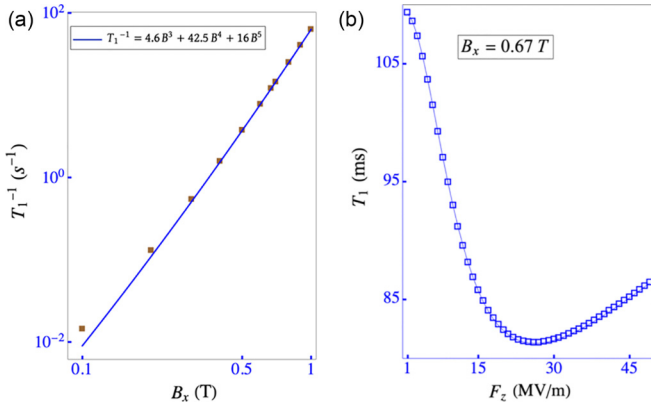 (a)
10²
T₁⁻¹ = 4.6 B³ + 42.5 B⁴ + 16 B⁵
T₁⁻¹ (s⁻¹)
10⁰
10⁻²
0.1
0.5
1
Bₓ (T)
(b)
Bₓ = 0.67 T
105
T₁ (ms)
95
85
1
15
30
45
F_z (MV/m)